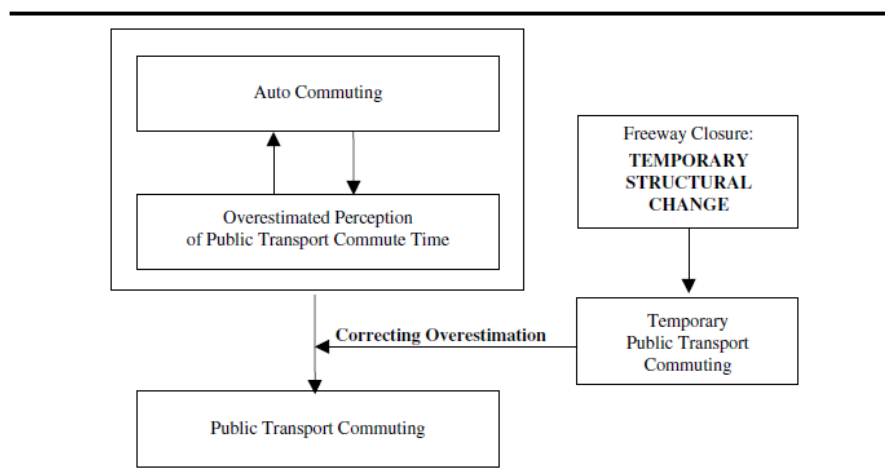 Auto Commuting
Freeway Closure:
TEMPORARY
STRUCTURAL
CHANGE
Overestimated Perception
of Public Transport Commute Time
Correcting Overestimation
Temporary
Public Transport
Commuting
Public Transport Commuting